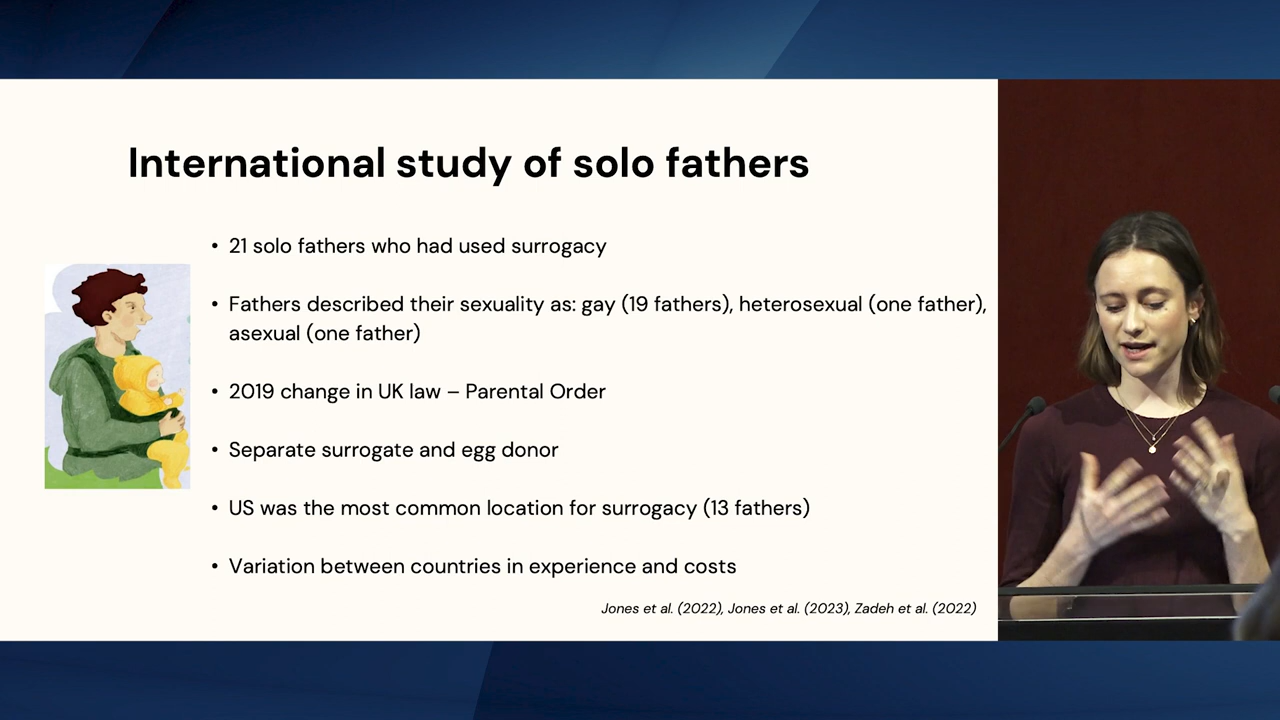 International study of solo fathers
• 21 solo fathers who had used surrogacy
• Fathers described their sexuality as: gay (19 fathers), heterosexual (one father),
asexual (one father)
• 2019 change in UK law – Parental Order
• Separate surrogate and egg donor
• US was the most common location for surrogacy (13 fathers)
• Variation between countries in experience and costs
Jones et al. (2022), Jones et al. (2023), Zadeh et al. (2022)